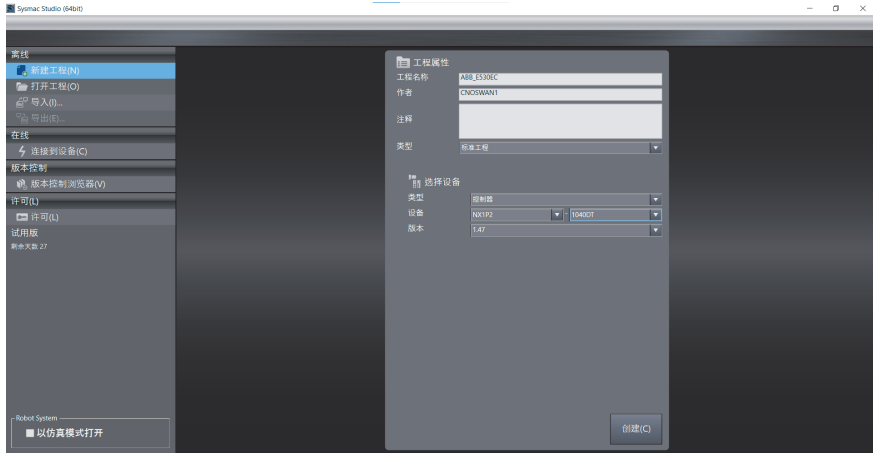 Sysmac Studio (64bit)
离线
新建工程(N)
打开工程(O)
导入(I)...
导出(E)...
在线
连接到设备(C)
版本控制
版本控制浏览器(V)
许可(L)
许可(L)
试用版
剩余天数 27
Robot System
以仿真模式打开
工程属性
工程名称 ABB_E530EC
作者 CNOSWAN1
注释
类型 标准工程
选择设备
类型 控制器
设备 NX1P2 - 1040DT
版本 1.47
创建(C)